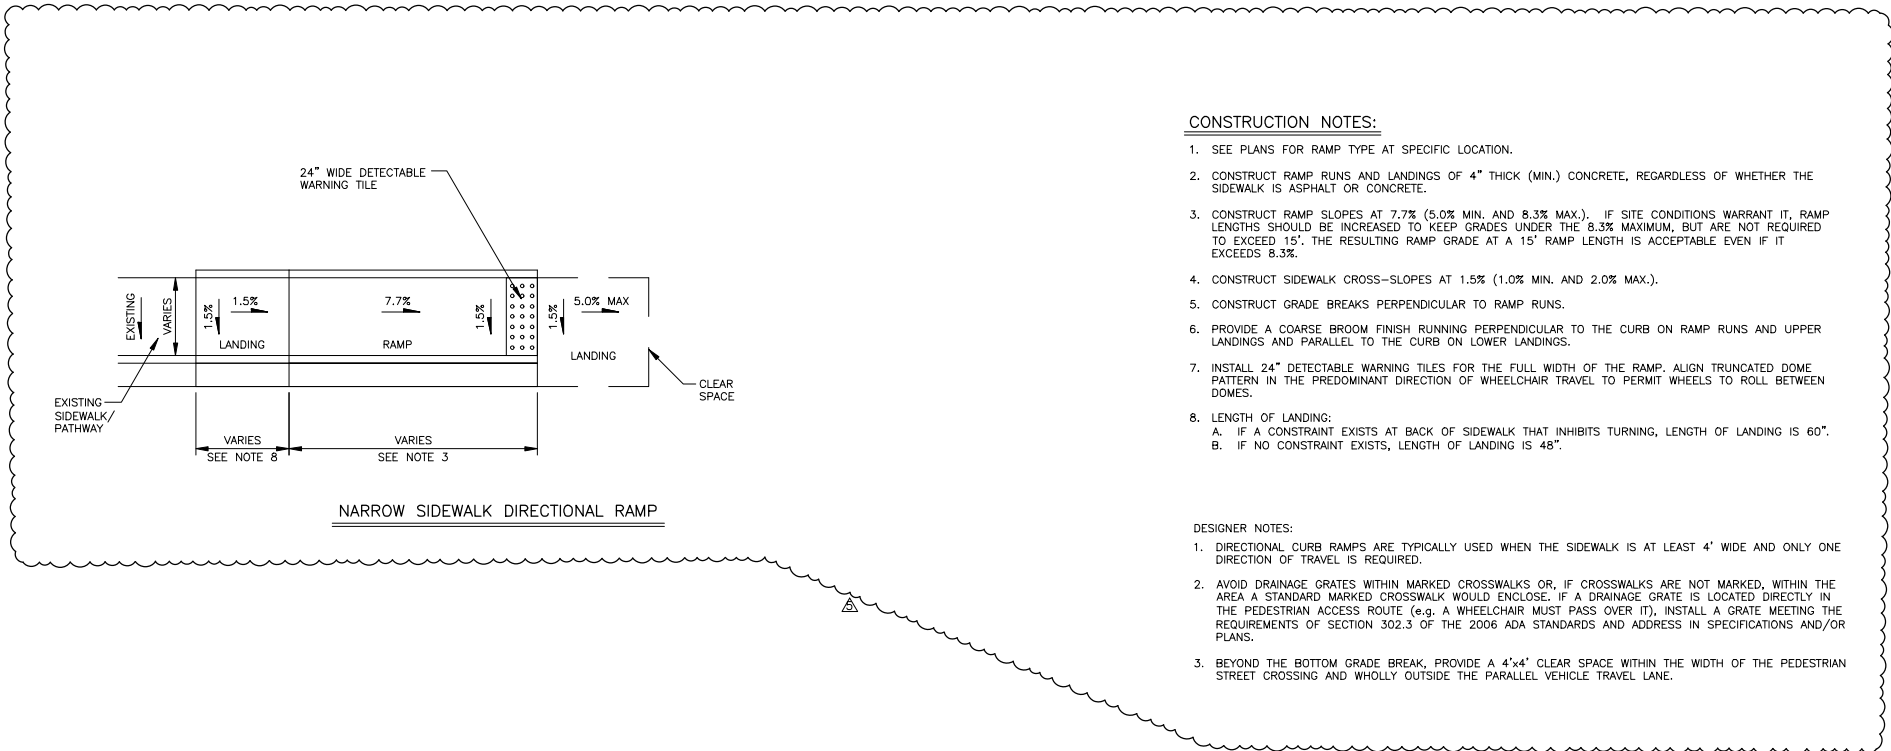 24" WIDE DETECTABLE
WARNING TILE
EXISTING
VARIES
1.5%
1.5%
LANDING
7.7%
RAMP
1.5%
1.5%
5.0% MAX
LANDING
CLEAR
SPACE
EXISTING
SIDEWALK/
PATHWAY
VARIES
SEE NOTE 8
VARIES
SEE NOTE 3
NARROW SIDEWALK DIRECTIONAL RAMP
5
CONSTRUCTION NOTES:
1. SEE PLANS FOR RAMP TYPE AT SPECIFIC LOCATION.
2. CONSTRUCT RAMP RUNS AND LANDINGS OF 4" THICK (MIN.) CONCRETE, REGARDLESS OF WHETHER THE
SIDEWALK IS ASPHALT OR CONCRETE.
3. CONSTRUCT RAMP SLOPES AT 7.7% (5.0% MIN. AND 8.3% MAX.). IF SITE CONDITIONS WARRANT IT, RAMP
LENGTHS SHOULD BE INCREASED TO KEEP GRADES UNDER THE 8.3% MAXIMUM, BUT ARE NOT REQUIRED
TO EXCEED 15'. THE RESULTING RAMP GRADE AT A 15' RAMP LENGTH IS ACCEPTABLE EVEN IF IT
EXCEEDS 8.3%.
4. CONSTRUCT SIDEWALK CROSS-SLOPES AT 1.5% (1.0% MIN. AND 2.0% MAX.).
5. CONSTRUCT GRADE BREAKS PERPENDICULAR TO RAMP RUNS.
6. PROVIDE A COARSE BROOM FINISH RUNNING PERPENDICULAR TO THE CURB ON RAMP RUNS AND UPPER
LANDINGS AND PARALLEL TO THE CURB ON LOWER LANDINGS.
7. INSTALL 24" DETECTABLE WARNING TILES FOR THE FULL WIDTH OF THE RAMP. ALIGN TRUNCATED DOME
PATTERN IN THE PREDOMINANT DIRECTION OF WHEELCHAIR TRAVEL TO PERMIT WHEELS TO ROLL BETWEEN
DOMES.
8. LENGTH OF LANDING:
A. IF A CONSTRAINT EXISTS AT BACK OF SIDEWALK THAT INHIBITS TURNING, LENGTH OF LANDING IS 60".
B. IF NO CONSTRAINT EXISTS, LENGTH OF LANDING IS 48".
DESIGNER NOTES:
1. DIRECTIONAL CURB RAMPS ARE TYPICALLY USED WHEN THE SIDEWALK IS AT LEAST 4' WIDE AND ONLY ONE
DIRECTION OF TRAVEL IS REQUIRED.
2. AVOID DRAINAGE GRATES WITHIN MARKED CROSSWALKS OR, IF CROSSWALKS ARE NOT MARKED, WITHIN THE
AREA A STANDARD MARKED CROSSWALK WOULD ENCLOSE. IF A DRAINAGE GRATE IS LOCATED DIRECTLY IN
THE PEDESTRIAN ACCESS ROUTE (e.g. A WHEELCHAIR MUST PASS OVER IT), INSTALL A GRATE MEETING THE
REQUIREMENTS OF SECTION 302.3 OF THE 2006 ADA STANDARDS AND ADDRESS IN SPECIFICATIONS AND/OR
PLANS.
3. BEYOND THE BOTTOM GRADE BREAK, PROVIDE A 4'x4' CLEAR SPACE WITHIN THE WIDTH OF THE PEDESTRIAN
STREET CROSSING AND WHOLLY OUTSIDE THE PARALLEL VEHICLE TRAVEL LANE.